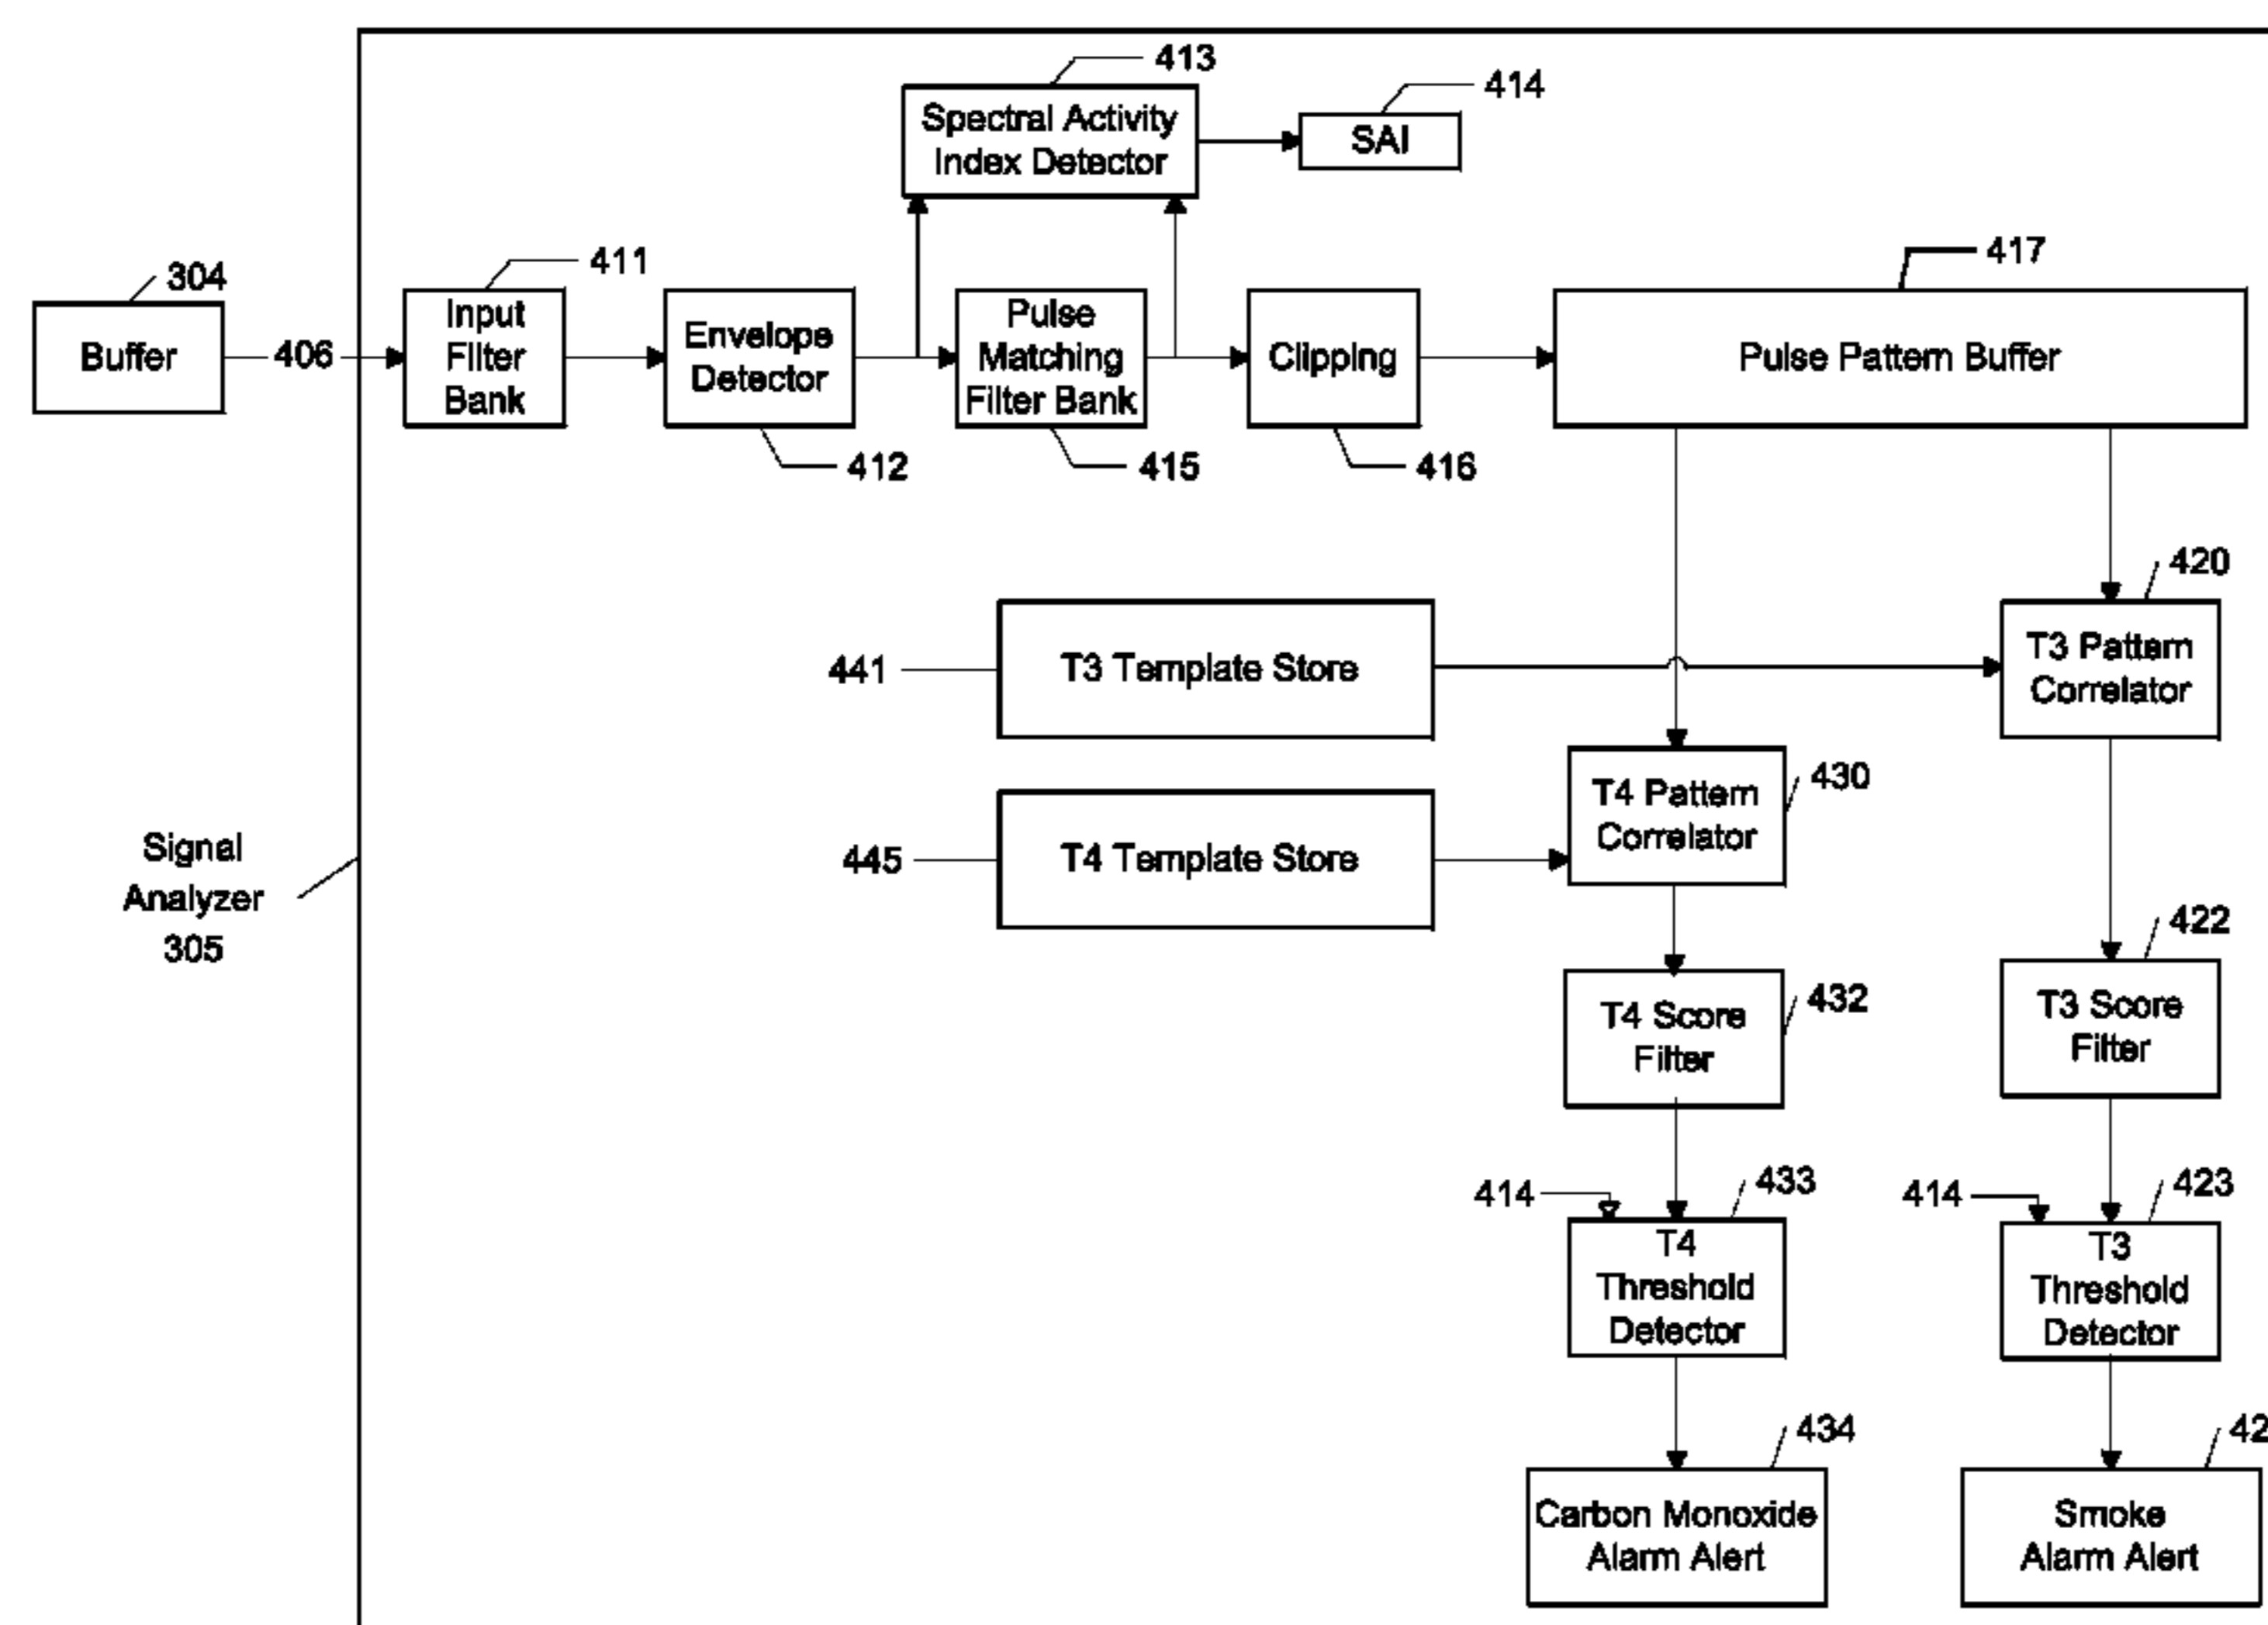 413
Spectral Activity
Index Detector
414
SAI
304
Buffer
406
411
Input
Filter
Bank
Envelope
Detector
412
Pulse
Matching
Filter Bank
415
Clipping
416
417
Pulse Pattern Buffer
420
T3 Pattern
Correlator
441
T3 Template Store
430
T4 Pattern
Correlator
445
T4 Template Store
Signal
Analyzer
305
422
T3 Score
Filter
432
T4 Score
Filter
414
433
T4
Threshold
Detector
414
423
T3
Threshold
Detector
434
Carbon Monoxide
Alarm Alert
42
Smoke
Alarm Alert